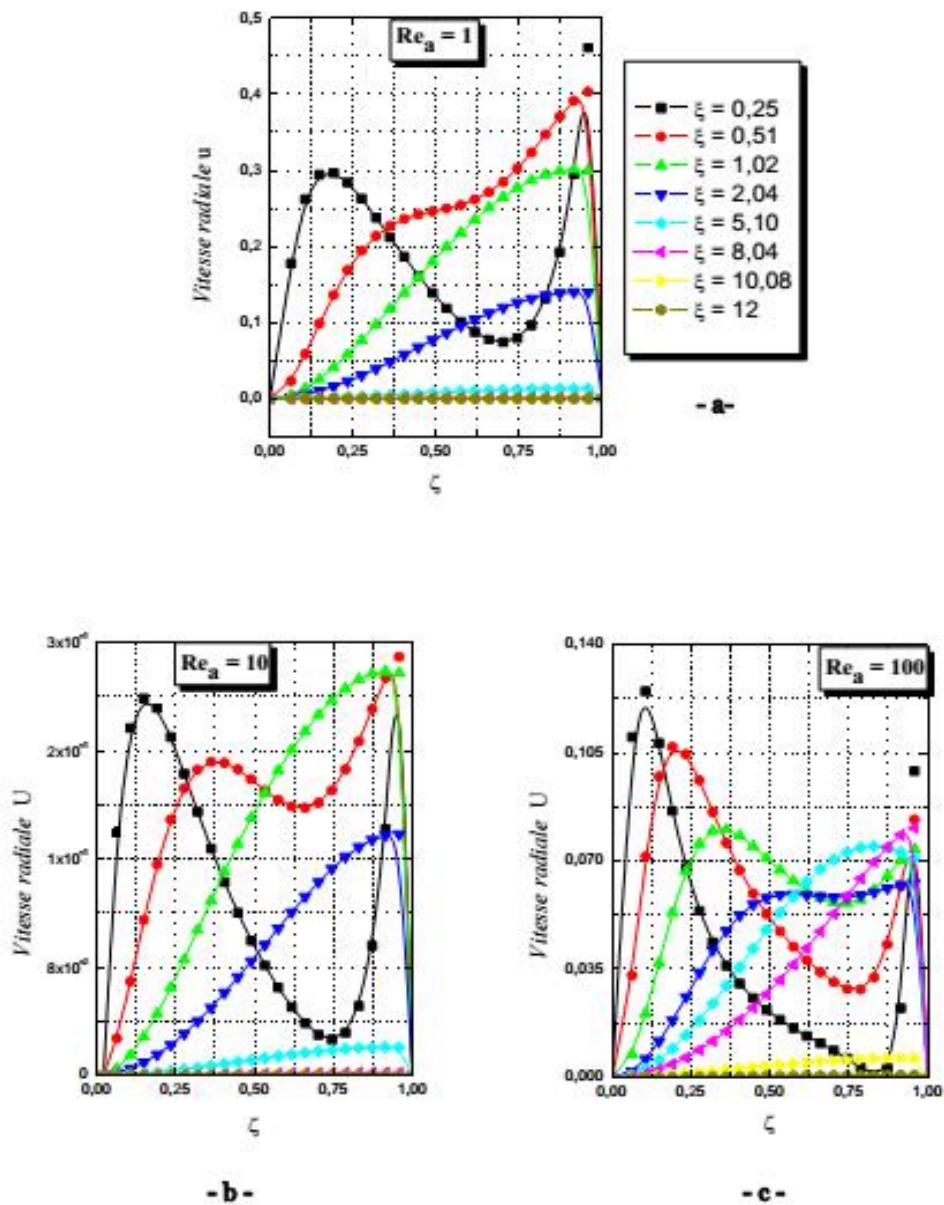 0,5
Re_a = 1
0,4
0,3
0,2
0,1
0,0
Vitesse radiale u
0,00 0,25 0,50 0,75 1,00
ζ
ξ = 0,25
ξ = 0,51
ξ = 1,02
ξ = 2,04
ξ = 5,10
ξ = 8,04
ξ = 10,08
ξ = 12
- a-
Re_a = 10
0
Vitesse radiale U
0,00 0,25 0,50 0,75 1,00
ζ
- b -
0,140
Re_a = 100
0,105
0,070
0,035
0,000
Vitesse radiale U
0,00 0,25 0,50 0,75 1,00
ζ
- c -